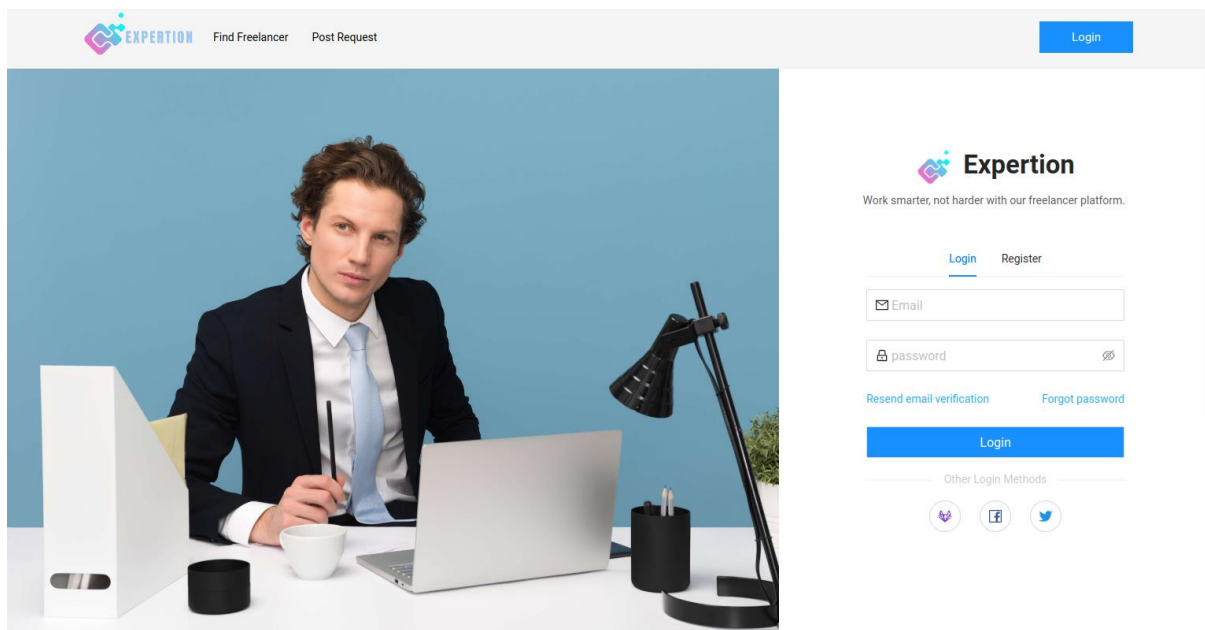 EXPERTION Find Freelancer Post Request Login
Expertion
Work smarter, not harder with our freelancer platform.
Login Register
Email
password
Resend email verification Forgot password
Login
Other Login Methods